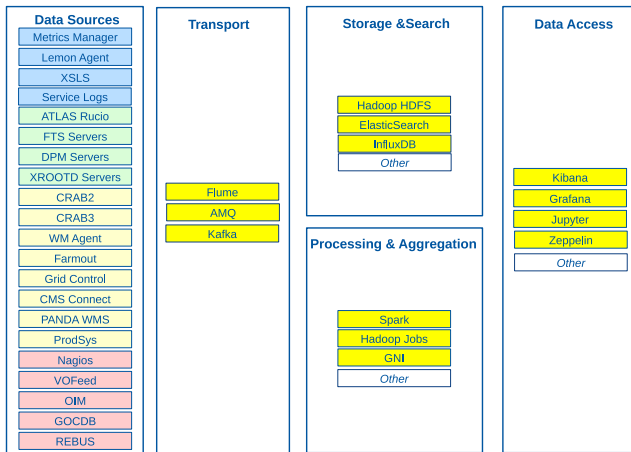 Data Sources
Metrics Manager
Lemon Agent
XSLS
Service Logs
ATLAS Rucio
FTS Servers
DPM Servers
XROOTD Servers
CRAB2
CRAB3
WM Agent
Farmout
Grid Control
CMS Connect
PANDA WMS
ProdSys
Nagios
VOFeed
OIM
GOCDB
REBUS
Transport
Flume
AMQ
Kafka
Storage &Search
Hadoop HDFS
ElasticSearch
InfluxDB
Other
Processing & Aggregation
Spark
Hadoop Jobs
GNI
Other
Data Access
Kibana
Grafana
Jupyter
Zeppelin
Other